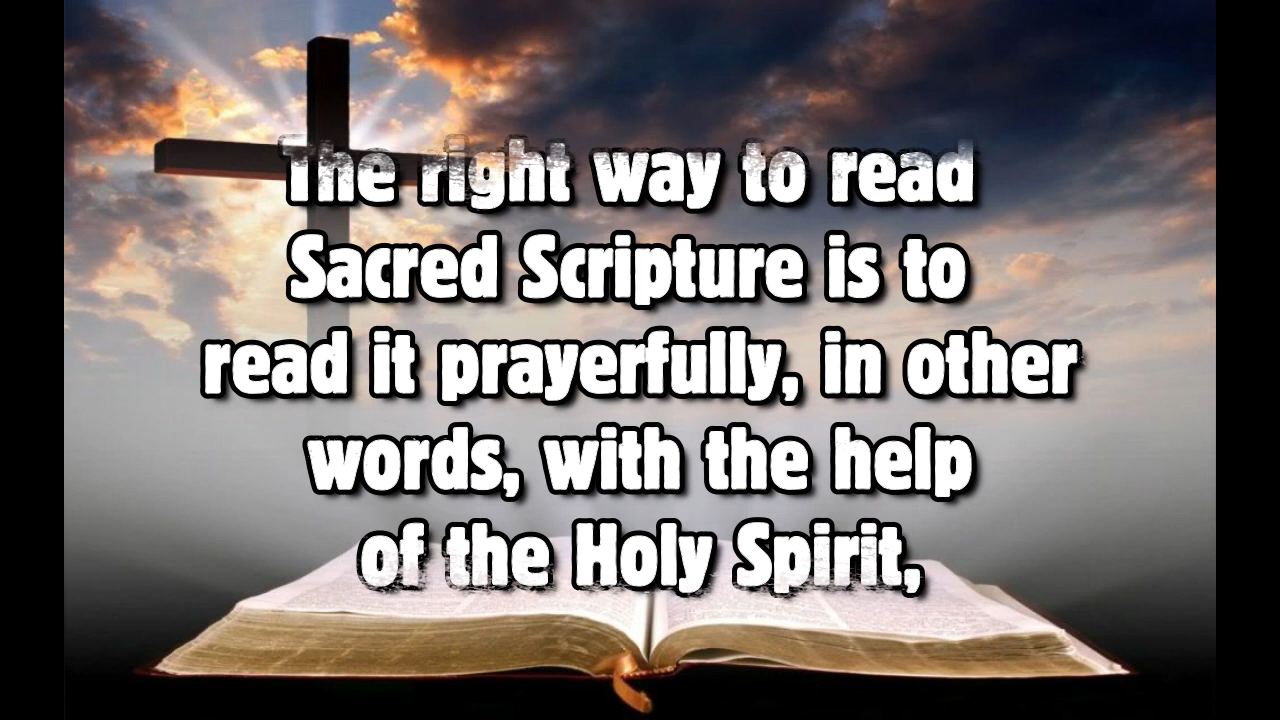 The right way to read
Sacred Scripture is to
read it prayerfully, in other
words, with the help
of the Holy Spirit,